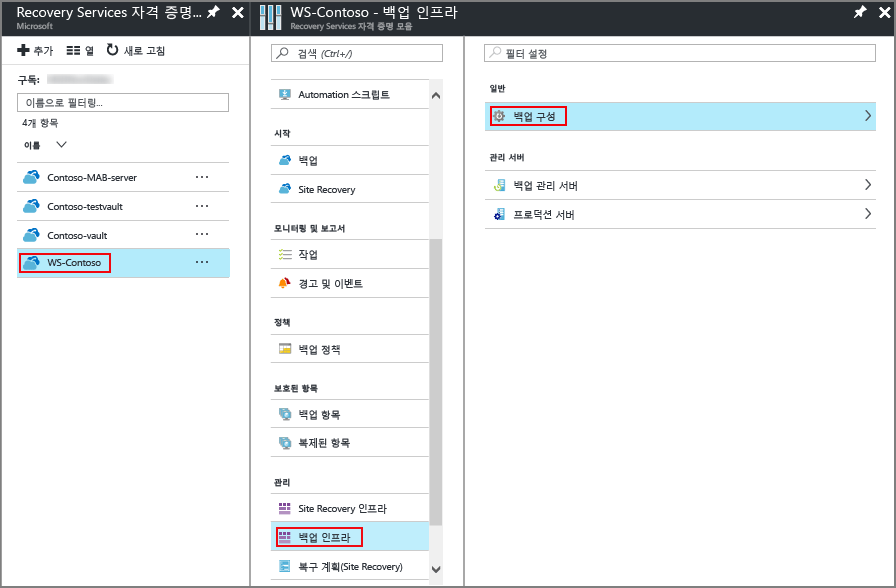 Recovery Services 자격 증명...
Microsoft
추가
열
새로 고침
구독:
이름으로 필터링...
4개 항목
이름
Contoso-MAB-server
Contoso-testvault
Contoso-vault
WS-Contoso
WS-Contoso - 백업 인프라
Recovery Services 자격 증명 모음
검색 (Ctrl+/)
Automation 스크립트
시작
백업
Site Recovery
모니터링 및 보고서
작업
경고 및 이벤트
정책
백업 정책
보호된 항목
백업 항목
복제된 항목
관리
Site Recovery 인프라
백업 인프라
복구 계획(Site Recovery)
필터 설정
일반
백업 구성
관리 서버
백업 관리 서버
프로덕션 서버